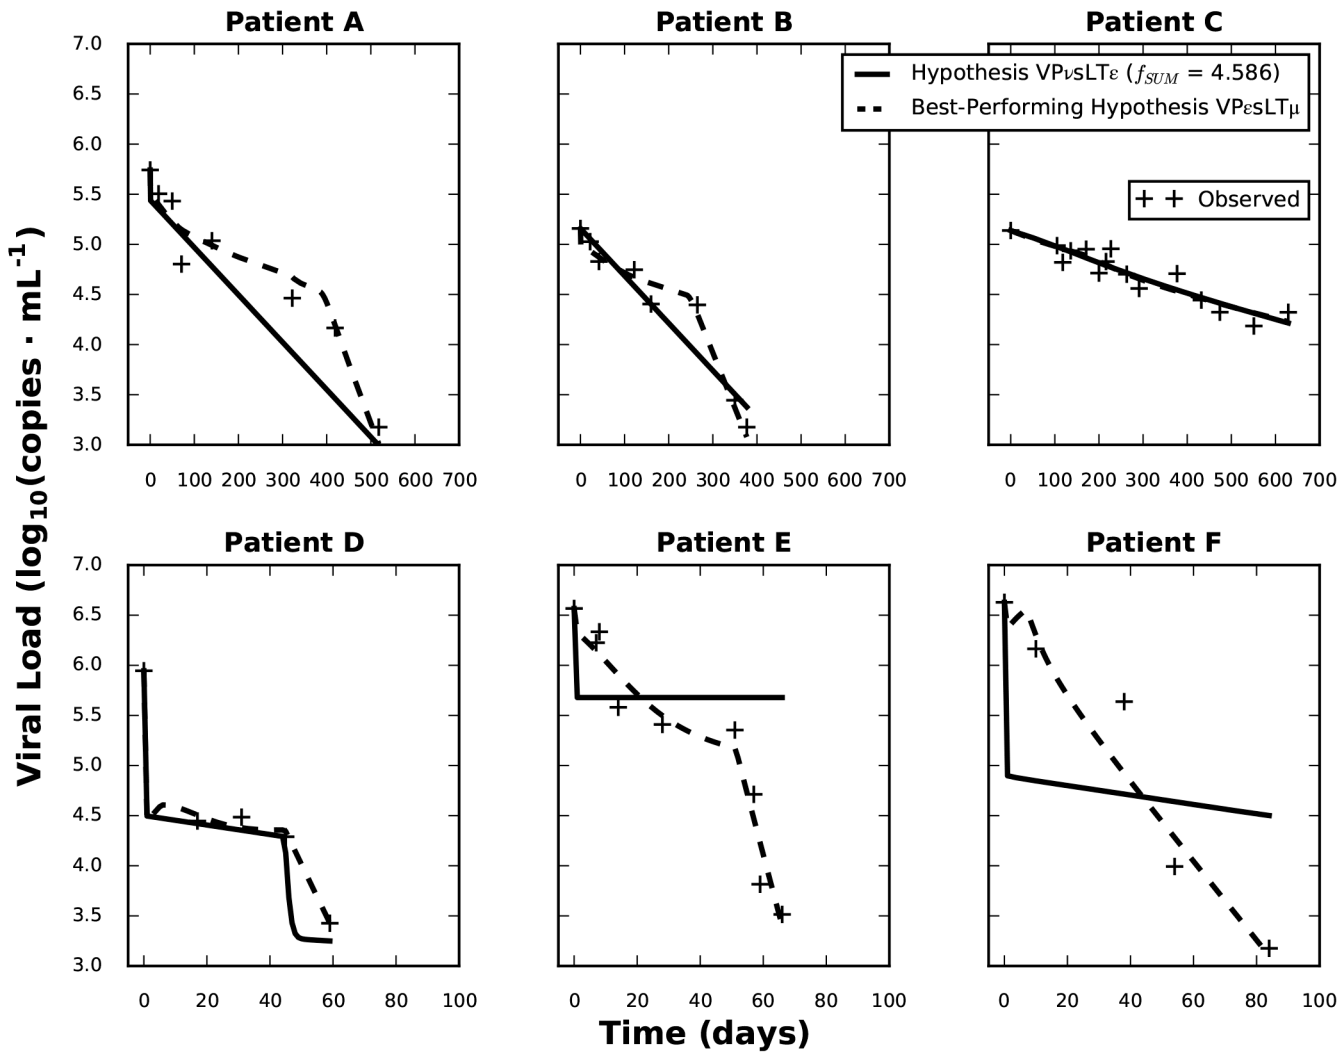 Patient A
Patient B
Patient C
7.0
6.5
6.0
5.5
5.0
4.5
4.0
3.5
3.0
0 100 200 300 400 500 600 700
0 100 200 300 400 500 600 700
0 100 200 300 400 500 600 700
Hypothesis VPνsLTε (f_SUM = 4.586)
Best-Performing Hypothesis VPεsLTμ
Observed
Viral Load (log₁₀(copies · mL⁻¹)
Patient D
Patient E
Patient F
7.0
6.5
6.0
5.5
5.0
4.5
4.0
3.5
3.0
0 20 40 60 80 100
0 20 40 60 80 100
0 20 40 60 80 100
Time (days)